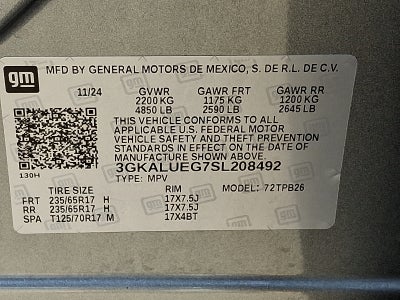 gm
MFD BY GENERAL MOTORS DE MEXICO, S. DE R.L. DE C.V.
11/24 GVWR GAWR FRT GAWR RR
2200 KG 1175 KG 1200 KG
4850 LB 2590 LB 2645 LB
THIS VEHICLE CONFORMS TO ALL
APPLICABLE U.S. FEDERAL MOTOR
VEHICLE SAFETY AND THEFT PREVENTION
STANDARDS IN EFFECT ON THE DATE OF
MANUFACTURE SHOWN ABOVE.
3GKALUEG7SL208492
130H TYPE: MPV MODEL: 72TPB26
TIRE SIZE RIM
FRT 235/65R17 H 17X7.5J
RR 235/65R17 H 17X7.5J
SPA T125/70R17 M 17X4BT